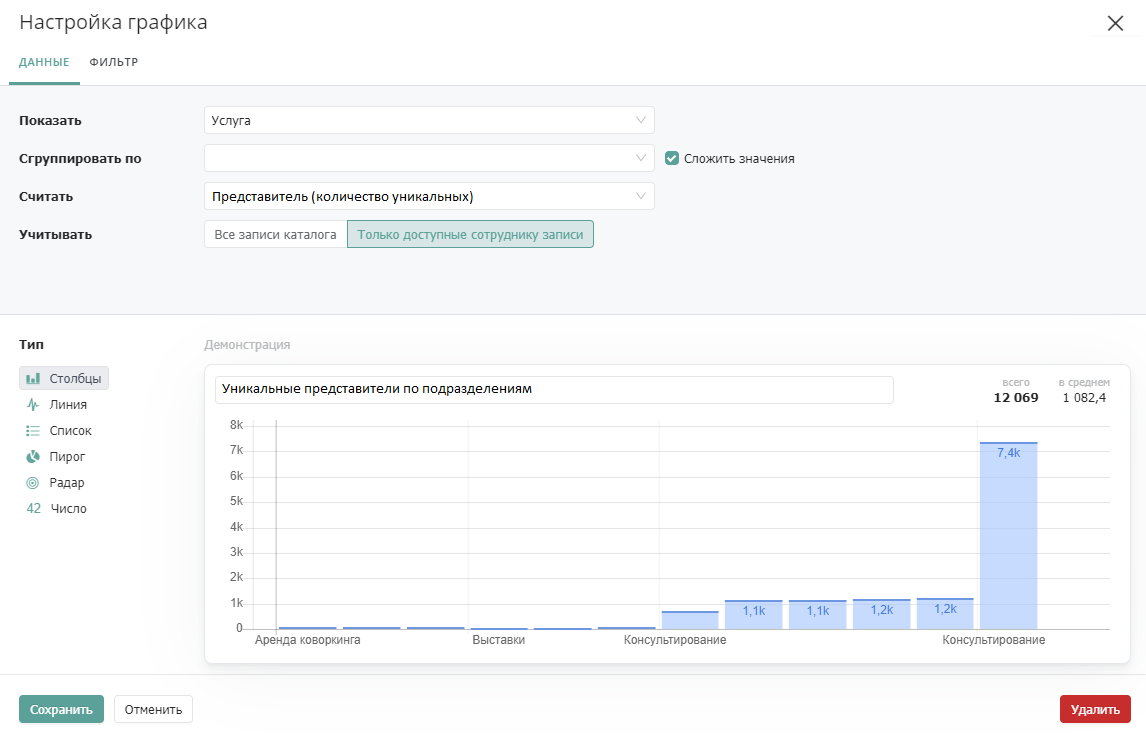 Настройка графика
ДАННЫЕ ФИЛЬТР
Показать Услуга
Сгруппировать по Сложить значения
Считать Представитель (количество уникальных)
Учитывать Все записи каталога Только доступные сотруднику записи
Тип Демонстрация
Столбцы
Линия
Список
Пирог
Радар
42 Число
Уникальные представители по подразделениям
всего в среднем
12 069 1 082,4
8k
7k
6k
5k
4k
3k
2k
1k
0
1,1k 1,1k 1,2k 1,2k 7,4k
Аренда коворкинга Выставки Консультирование Консультирование
Сохранить Отменить Удалить